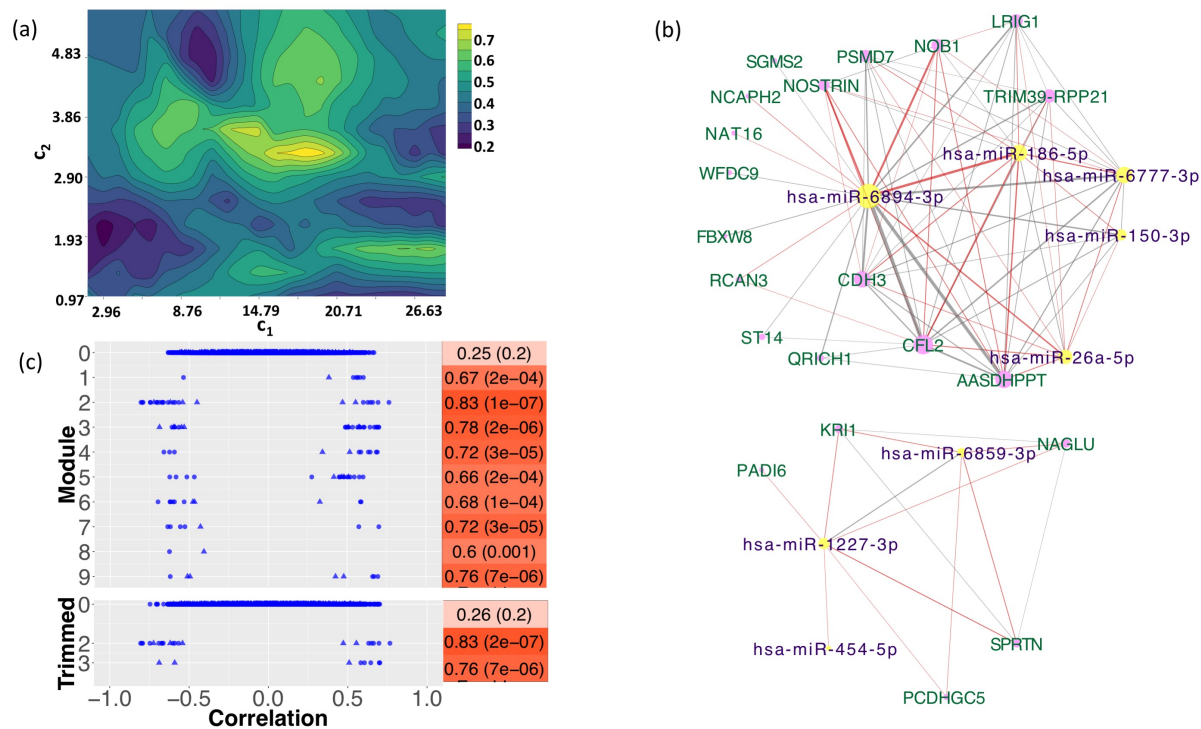 (a)
4.83
3.86
2.90
1.93
0.97
c2
2.96 8.76 14.79 20.71 26.63
c1
0.7
0.6
0.5
0.4
0.3
0.2
(b)
LRIG1
NOB1
PSMD7
SGMS2
NOSTRIN
NCAPH2
TRIM39-RPP21
NAT16
hsa-miR-186-5p
WFDC9
hsa-miR-6777-3p
hsa-miR-6894-3p
FBXW8
hsa-miR-150-3p
RCAN3
CDH3
ST14
CFL2
QRICH1
hsa-miR-26a-5p
AASDHPPT
KRI1
NAGLU
hsa-miR-6859-3p
PADI6
hsa-miR-1227-3p
SPRTN
hsa-miR-454-5p
PCDHGC5
(c)
Module
0 0.25 (0.2)
1 0.67 (2e-04)
2 0.83 (1e-07)
3 0.78 (2e-06)
4 0.72 (3e-05)
5 0.66 (2e-04)
6 0.68 (1e-04)
7 0.72 (3e-05)
8 0.6 (0.001)
9 0.76 (7e-06)
Trimmed
0 0.26 (0.2)
2 0.83 (2e-07)
3 0.76 (7e-06)
−1.0 −0.5 0.0 0.5 1.0
Correlation